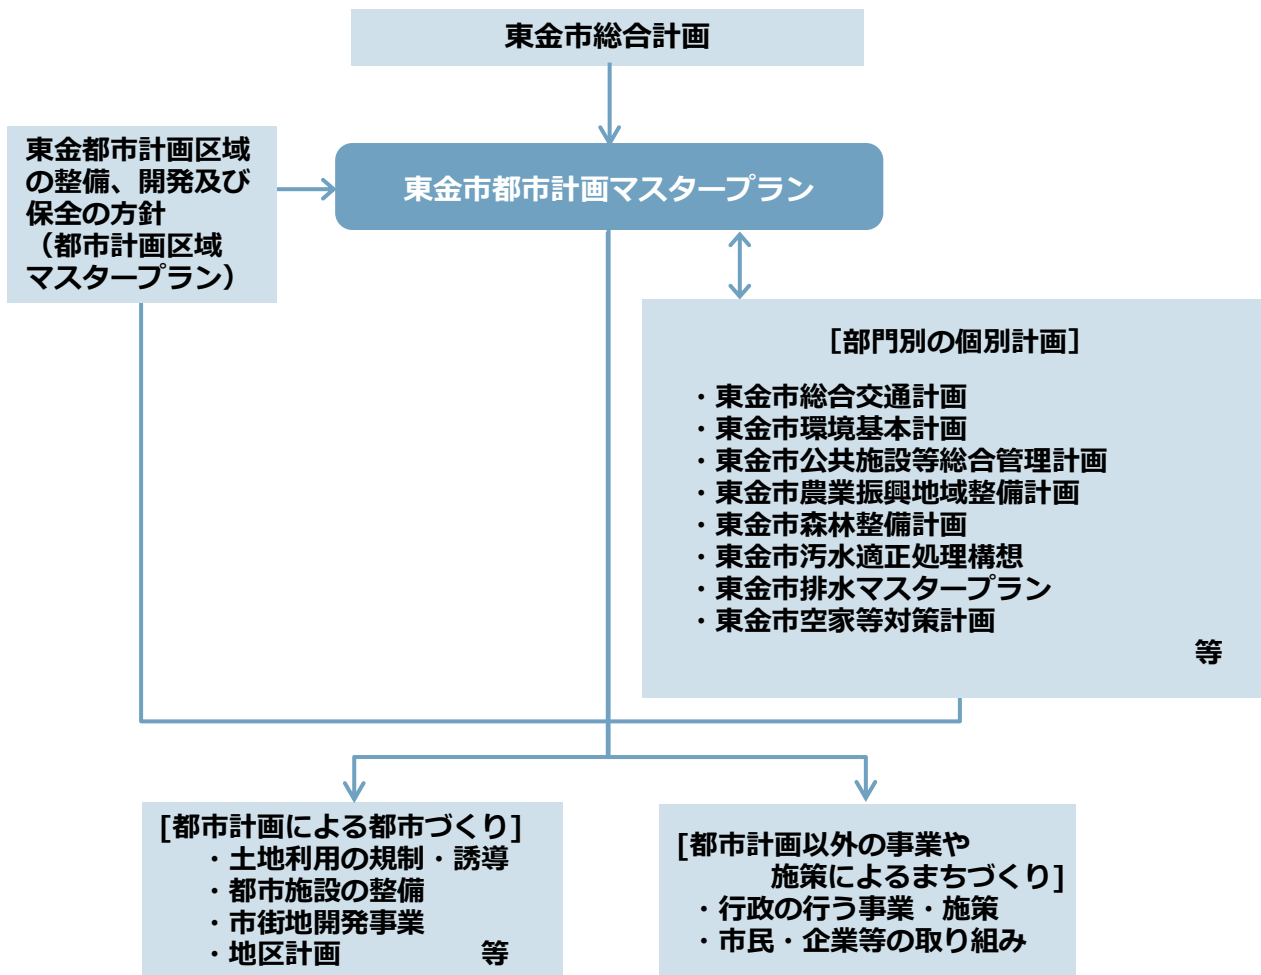 東金市総合計画
東金都市計画区域
の整備、開発及び
保全の方針
（都市計画区域
マスタープラン）
東金市都市計画マスタープラン
［部門別の個別計画］
・東金市総合交通計画
・東金市環境基本計画
・東金市公共施設等総合管理計画
・東金市農業振興地域整備計画
・東金市森林整備計画
・東金市汚水適正処理構想
・東金市排水マスタープラン
・東金市空家等対策計画
等
[都市計画による都市づくり]
・土地利用の規制・誘導
・都市施設の整備
・市街地開発事業
・地区計画　　　　　等
[都市計画以外の事業や
施策によるまちづくり]
・行政の行う事業・施策
・市民・企業等の取り組み